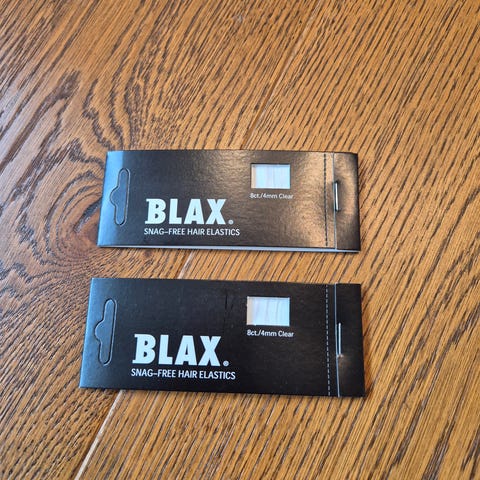 8ct./4mm Clear
BLAX®
SNAG-FREE HAIR ELASTICS
8ct./4mm Clear
BLAX®
SNAG-FREE HAIR ELASTICS